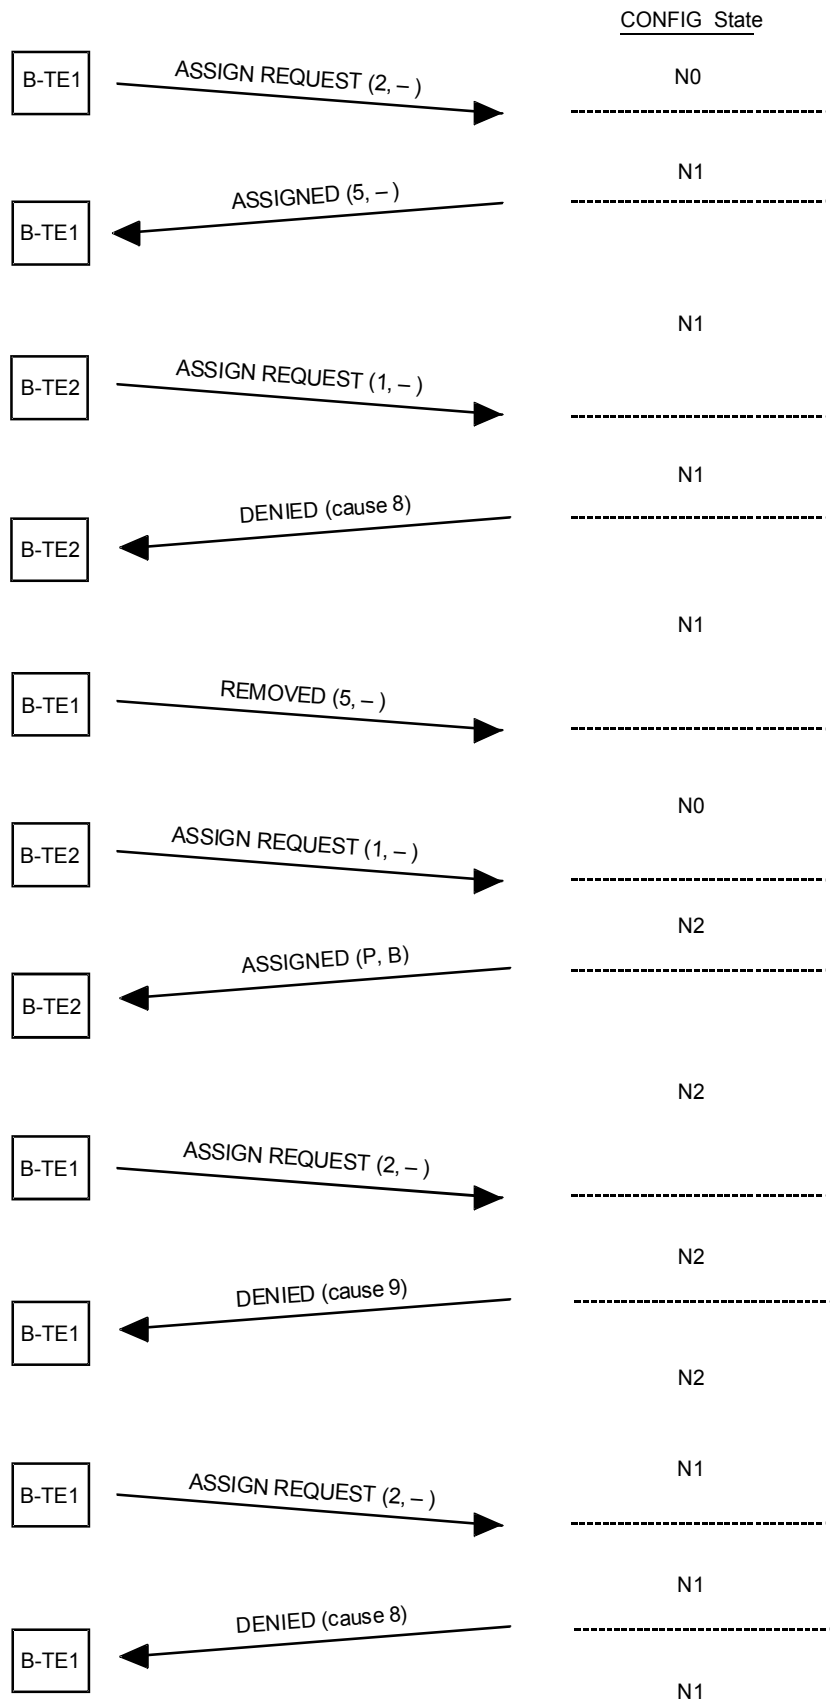 CONFIG State
B-TE1 ASSIGN REQUEST (2, – ) N0
N1
B-TE1 ASSIGNED (5, – )
N1
B-TE2 ASSIGN REQUEST (1, – )
N1
B-TE2 DENIED (cause 8)
N1
B-TE1 REMOVED (5, – )
N0
B-TE2 ASSIGN REQUEST (1, – )
N2
B-TE2 ASSIGNED (P, B)
N2
B-TE1 ASSIGN REQUEST (2, – )
N2
B-TE1 DENIED (cause 9)
N2
N1
B-TE1 ASSIGN REQUEST (2, – )
N1
B-TE1 DENIED (cause 8)
N1